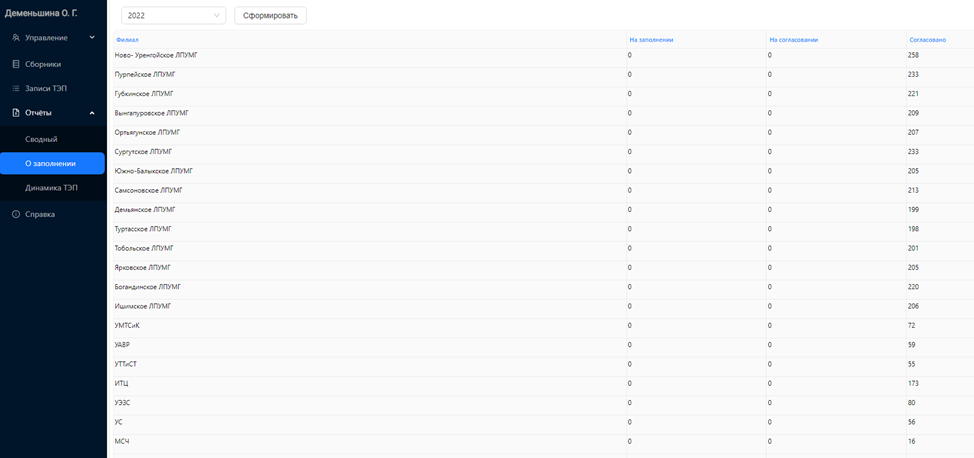 Деменьшина О. Г.
Управление
Сборники
Записи ТЭП
Отчёты
Сводный
О заполнении
Динамика ТЭП
Справка
2022 Сформировать
Филиал На заполнении На согласовании Согласовано
Ново- Уренгойское ЛПУМГ 0 0 258
Пурпейское ЛПУМГ 0 0 233
Губкинское ЛПУМГ 0 0 221
Вынгапуровское ЛПУМГ 0 0 209
Ортьягунское ЛПУМГ 0 0 207
Сургутское ЛПУМГ 0 0 233
Южно-Балыкское ЛПУМГ 0 0 205
Самсоновское ЛПУМГ 0 0 213
Демьянское ЛПУМГ 0 0 199
Туртасское ЛПУМГ 0 0 198
Тобольское ЛПУМГ 0 0 201
Ярковское ЛПУМГ 0 0 205
Богандинское ЛПУМГ 0 0 220
Ишимское ЛПУМГ 0 0 206
УМТСиК 0 0 72
УАВР 0 0 59
УТТиСТ 0 0 55
ИТЦ 0 0 173
УЭЗС 0 0 80
УС 0 0 56
МСЧ 0 0 16